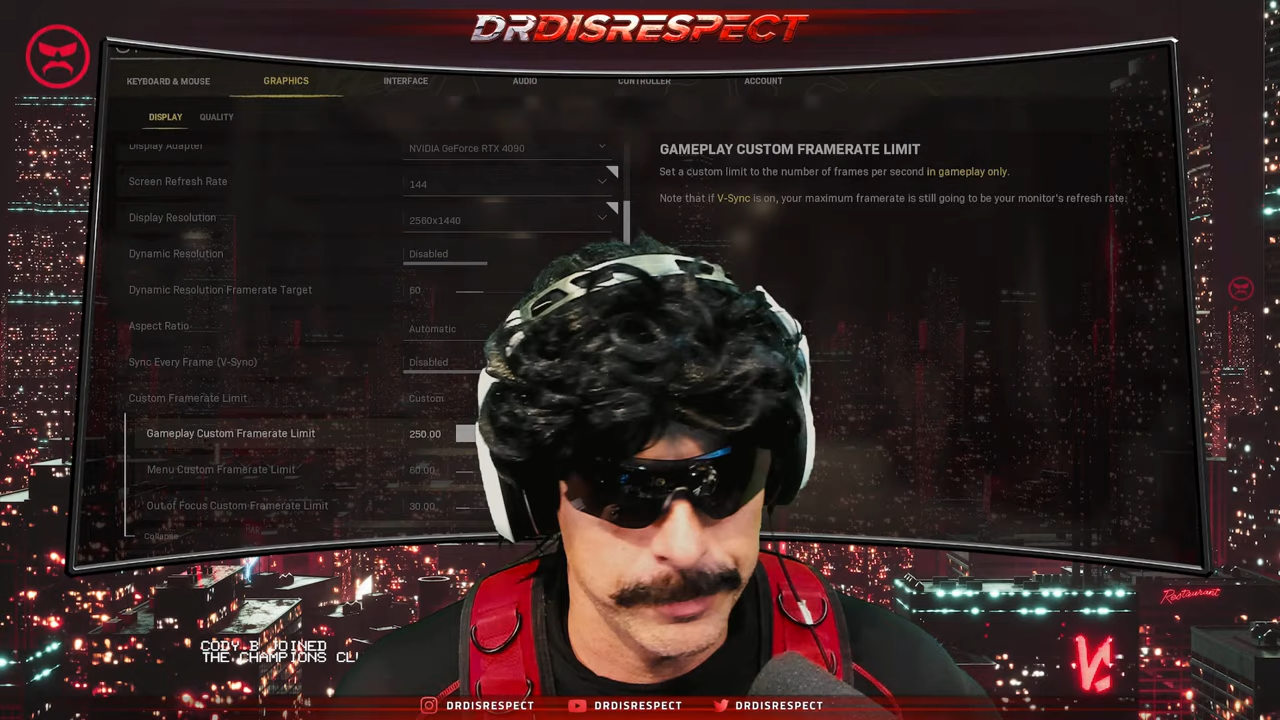 DRDISRESPECT
KEYBOARD & MOUSE
GRAPHICS
INTERFACE
AUDIO
CONTROLLER
ACCOUNT
DISPLAY
QUALITY
Display Adapter
NVIDIA GeForce RTX 4090
Screen Refresh Rate
144
Display Resolution
2560x1440
Dynamic Resolution
Disabled
Dynamic Resolution Framerate Target
60
Aspect Ratio
Automatic
Sync Every Frame (V-Sync)
Disabled
Custom Framerate Limit
Custom
Gameplay Custom Framerate Limit
250.00
Menu Custom Framerate Limit
60.00
Out of Focus Custom Framerate Limit
30.00
Collapse
GAMEPLAY CUSTOM FRAMERATE LIMIT
Set a custom limit to the number of frames per second in gameplay only.
Note that if V-Sync is on, your maximum framerate is still going to be your monitor's refresh rate.
Restaurant
CODY B JOINED
THE CHAMPIONS CLU
DRDISRESPECT
DRDISRESPECT
DRDISRESPECT